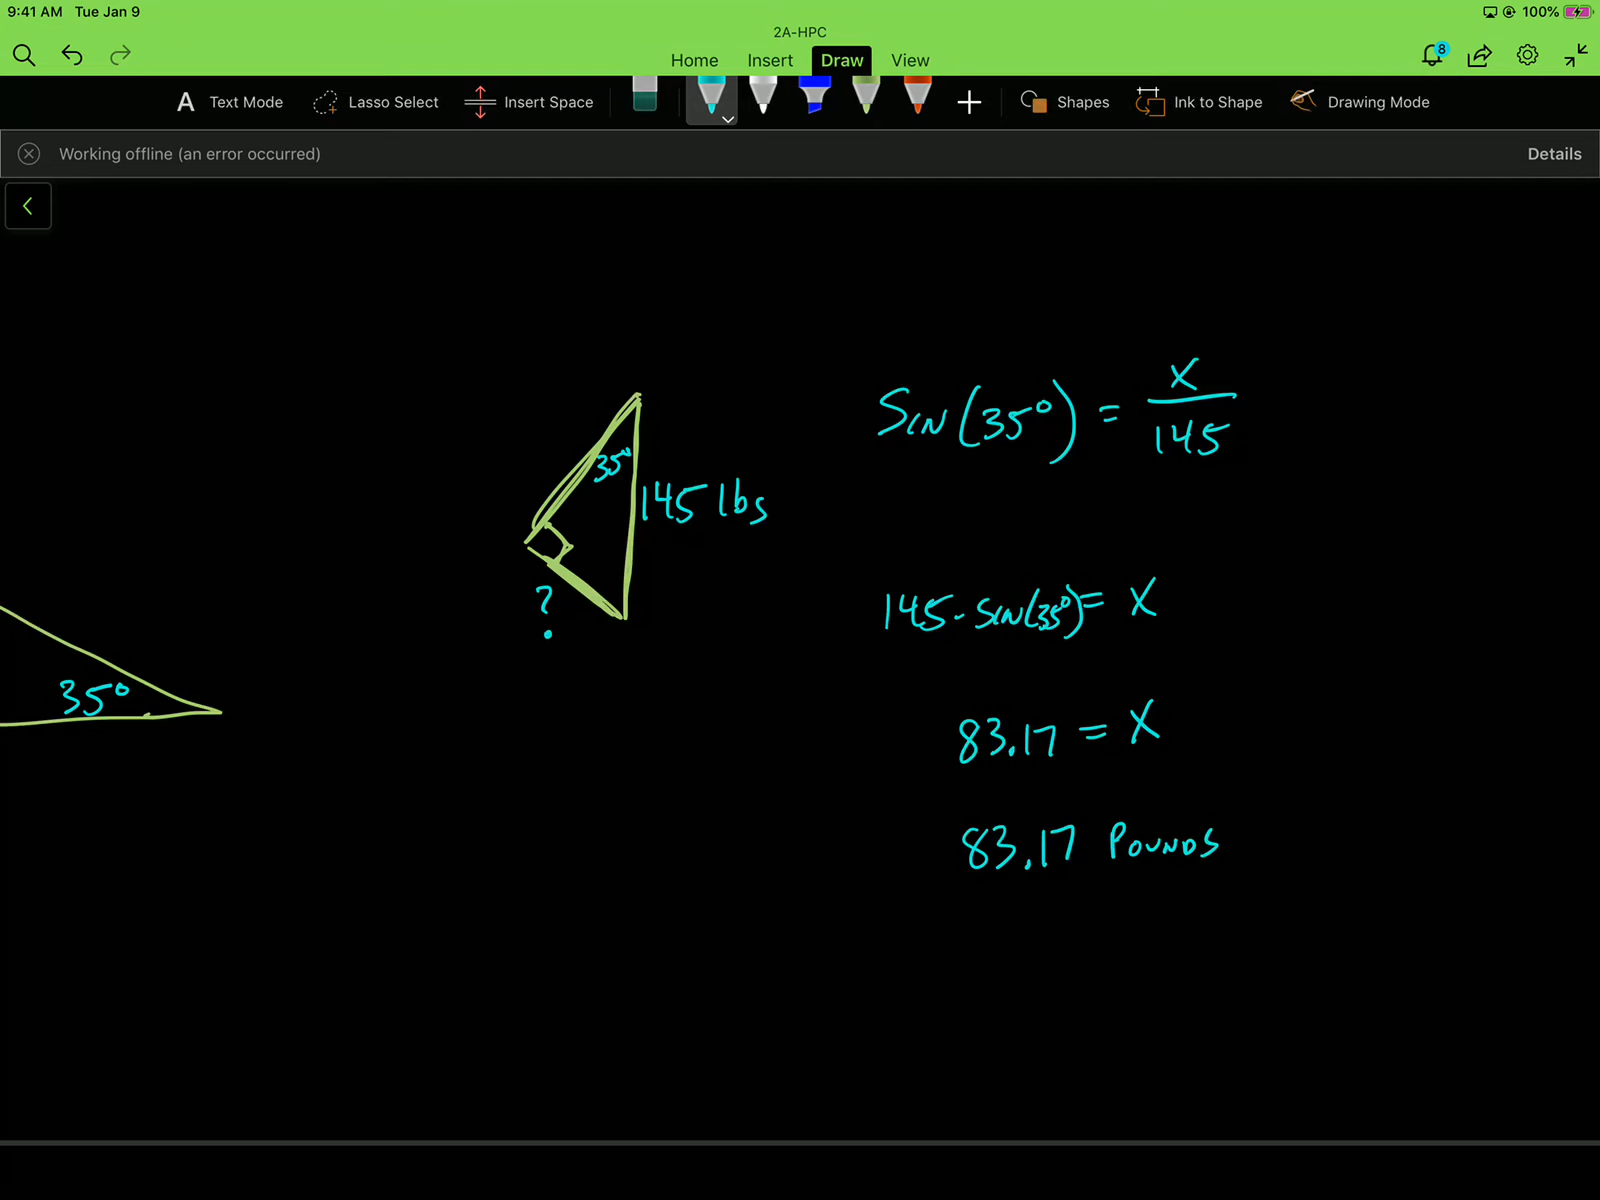 9:41 AM Tue Jan 9
100%
2A-HPC
Home Insert Draw View
8
A Text Mode Lasso Select Insert Space Shapes Ink to Shape Drawing Mode
Working offline (an error occurred) Details
35°
145 lbs
?
35°
Sin(35°) = x/145
145 · Sin(35°) = x
83.17 = x
83.17 Pounds